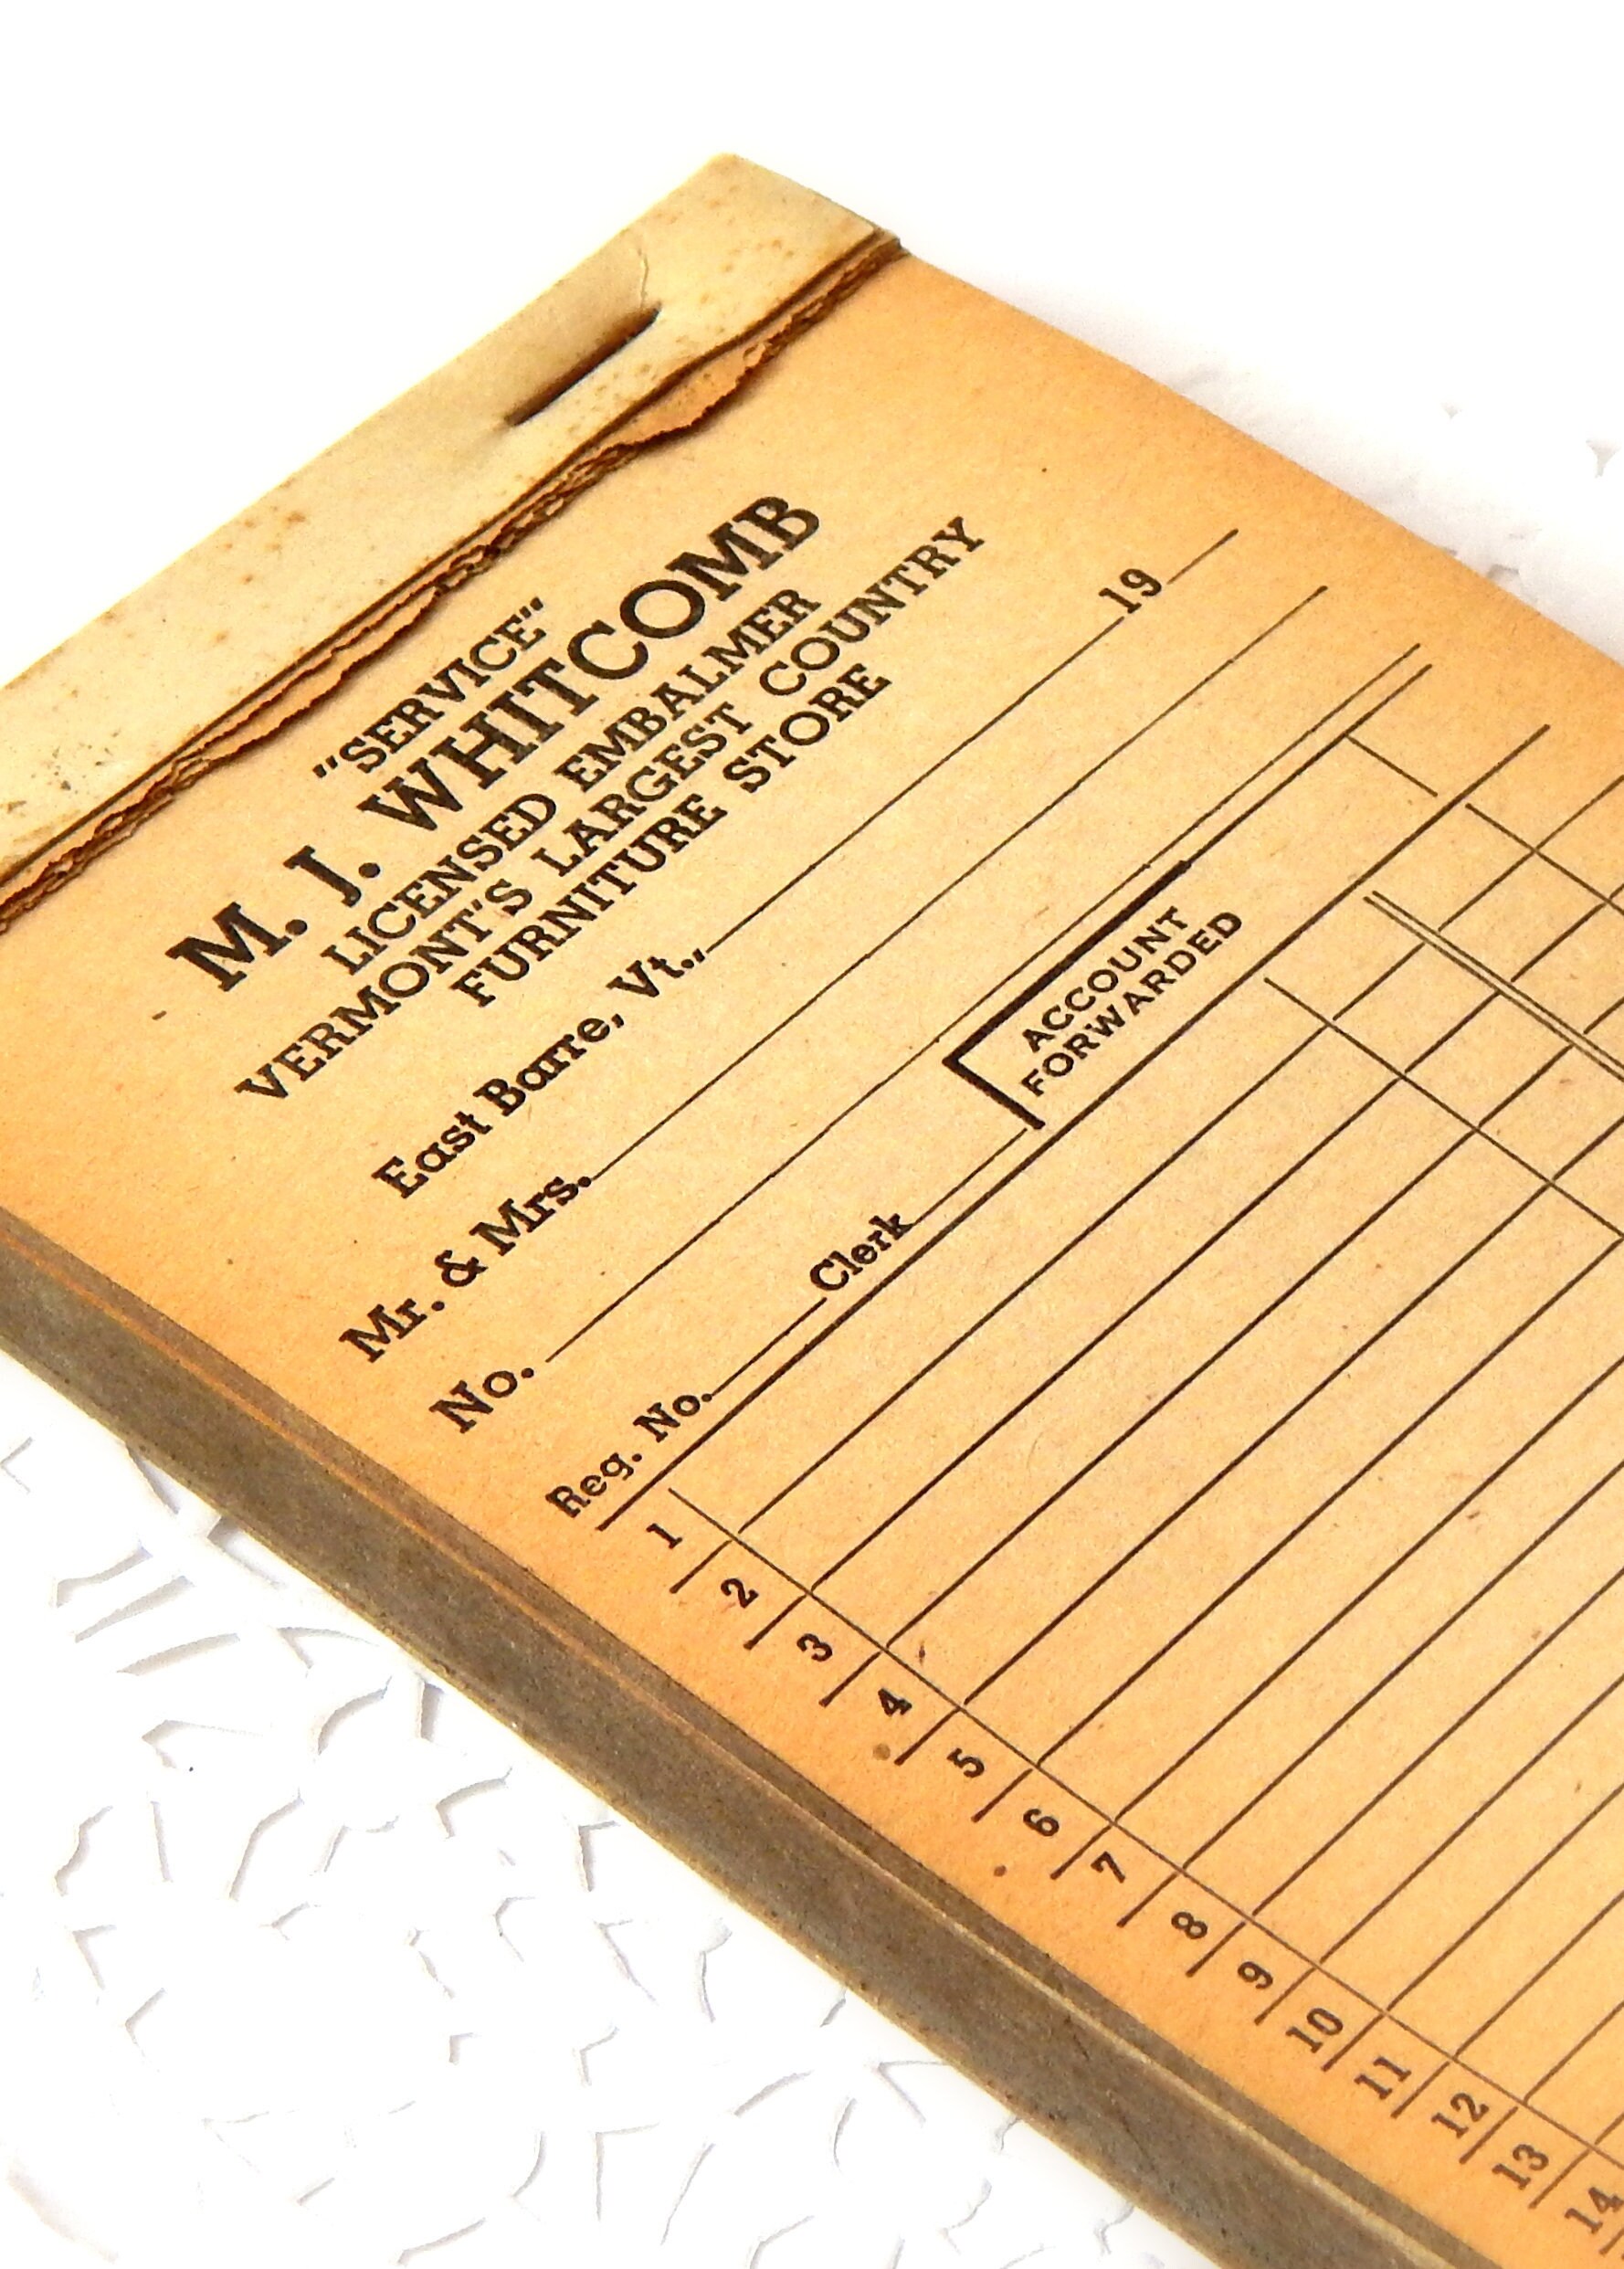 "SERVICE"
M. J. WHITCOMB
LICENSED EMBALMER
VERMONT'S LARGEST COUNTRY
FURNITURE STORE
East Barre, Vt., 19
Mr. & Mrs.
No.
Reg. No. Clerk
ACCOUNT
FORWARDED
1
2
3
4
5
6
7
8
9
10
11
12
13
14